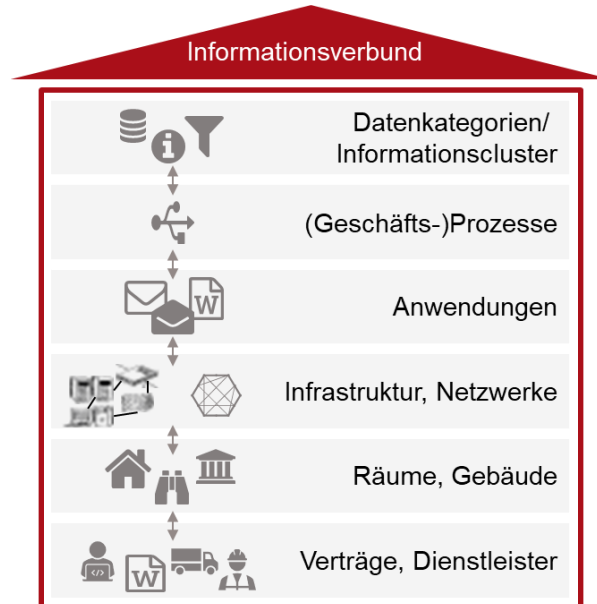 Informationsverbund
Datenkategorien/
Informationscluster
(Geschäfts-)Prozesse
W
Anwendungen
Infrastruktur, Netzwerke
Räume, Gebäude
</>
W
Verträge, Dienstleister